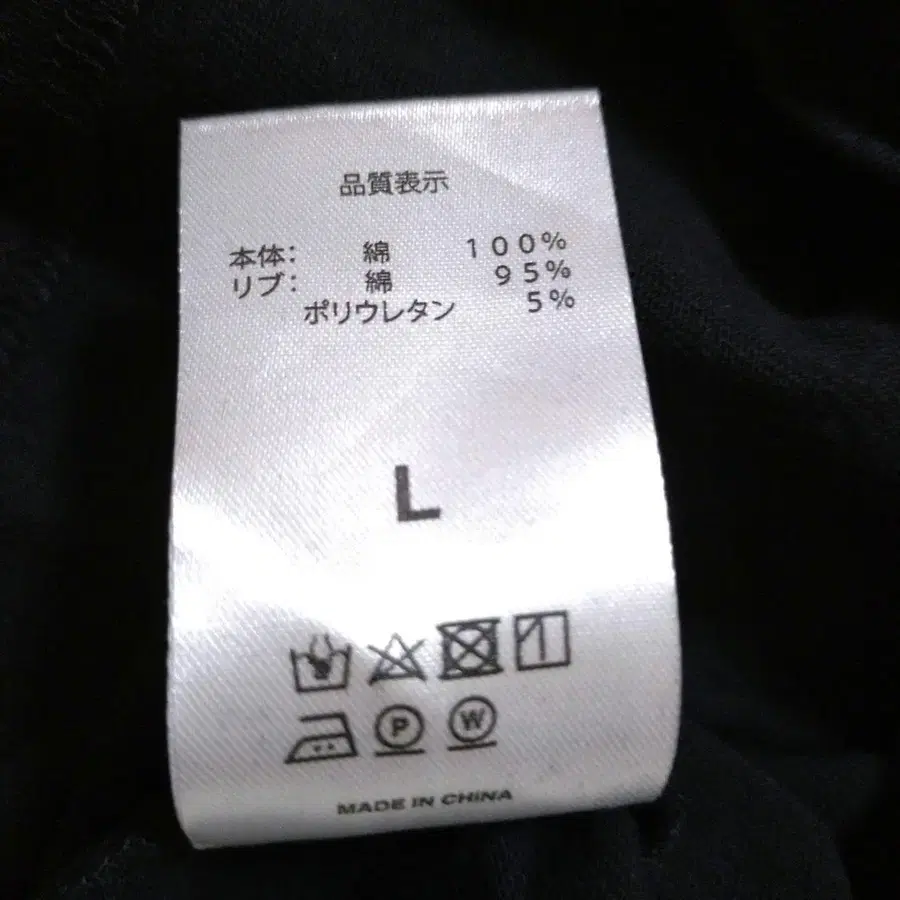 品質表示
本体: 綿 100%
リブ: 綿 95%
ポリウレタン 5%
L
P W
MADE IN CHINA